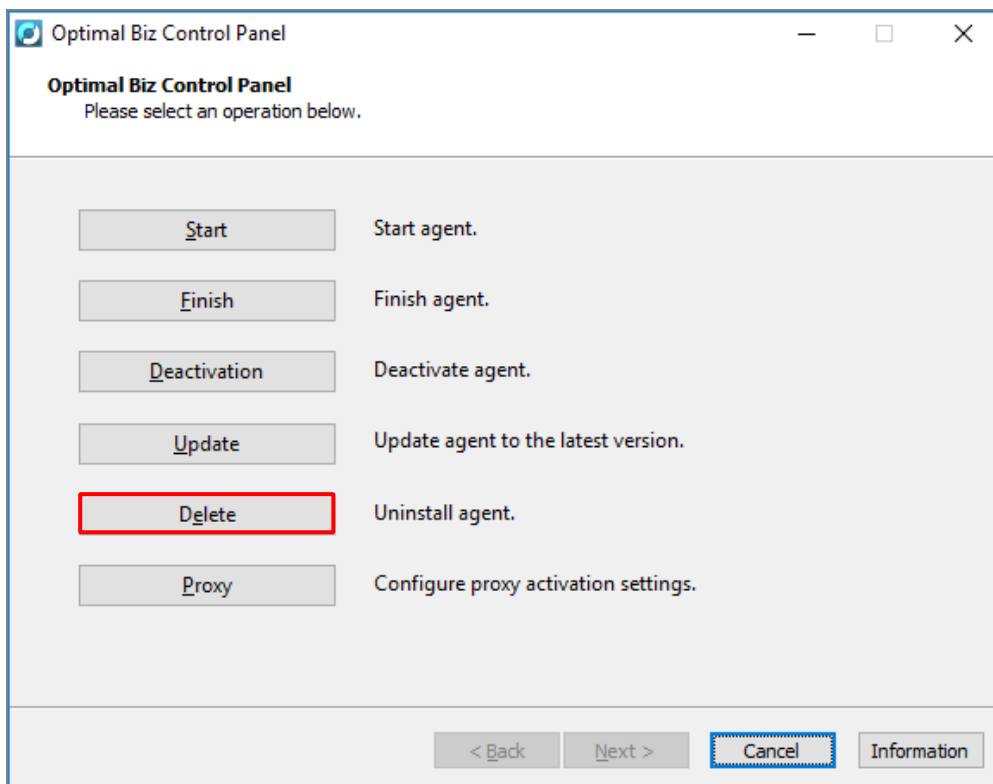 Optimal Biz Control Panel
Optimal Biz Control Panel
Please select an operation below.
Start Start agent.
Finish Finish agent.
Deactivation Deactivate agent.
Update Update agent to the latest version.
Delete Uninstall agent.
Proxy Configure proxy activation settings.
< Back Next > Cancel Information